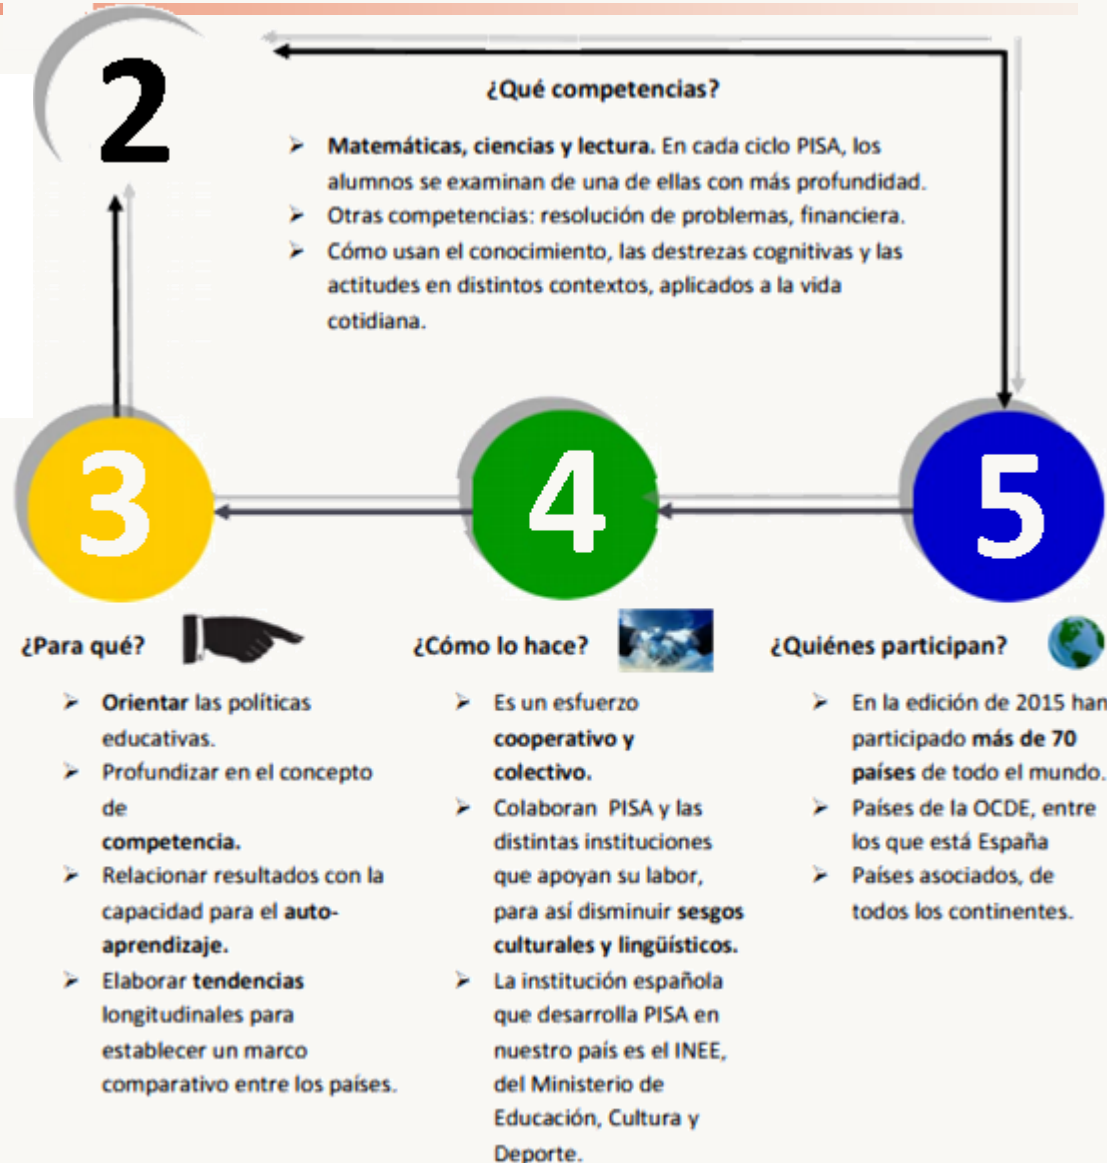 2
¿Qué competencias?
➢ Matemáticas, ciencias y lectura. En cada ciclo PISA, los
alumnos se examinan de una de ellas con más profundidad.
➢ Otras competencias: resolución de problemas, financiera.
➢ Cómo usan el conocimiento, las destrezas cognitivas y las
actitudes en distintos contextos, aplicados a la vida
cotidiana.
3
4
5
¿Para qué?
➢ Orientar las políticas
educativas.
➢ Profundizar en el concepto
de
competencia.
➢ Relacionar resultados con la
capacidad para el auto-
aprendizaje.
➢ Elaborar tendencias
longitudinales para
establecer un marco
comparativo entre los países.
¿Cómo lo hace?
➢ Es un esfuerzo
cooperativo y
colectivo.
➢ Colaboran PISA y las
distintas instituciones
que apoyan su labor,
para así disminuir sesgos
culturales y lingüísticos.
➢ La institución española
que desarrolla PISA en
nuestro país es el INEE,
del Ministerio de
Educación, Cultura y
Deporte.
¿Quiénes participan?
➢ En la edición de 2015 han
participado más de 70
países de todo el mundo.
➢ Países de la OCDE, entre
los que está España
➢ Países asociados, de
todos los continentes.